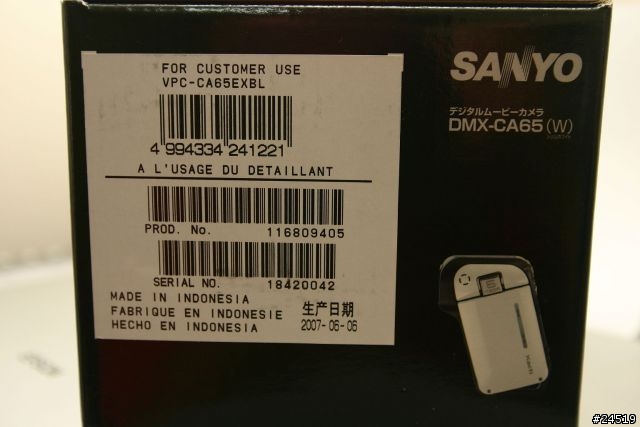 FOR CUSTOMER USE
VPC-CA65EXBL
4 994334 241221
A L'USAGE DU DETAILLANT
PROD. No. 116809405
SERIAL NO. 18420042
MADE IN INDONESIA
FABRIQUE EN INDONESIE
HECHO EN INDONESIA
生产日期
2007-06-06
SANYO
デジタルムービーカメラ
DMX-CA65 (W)
#24519